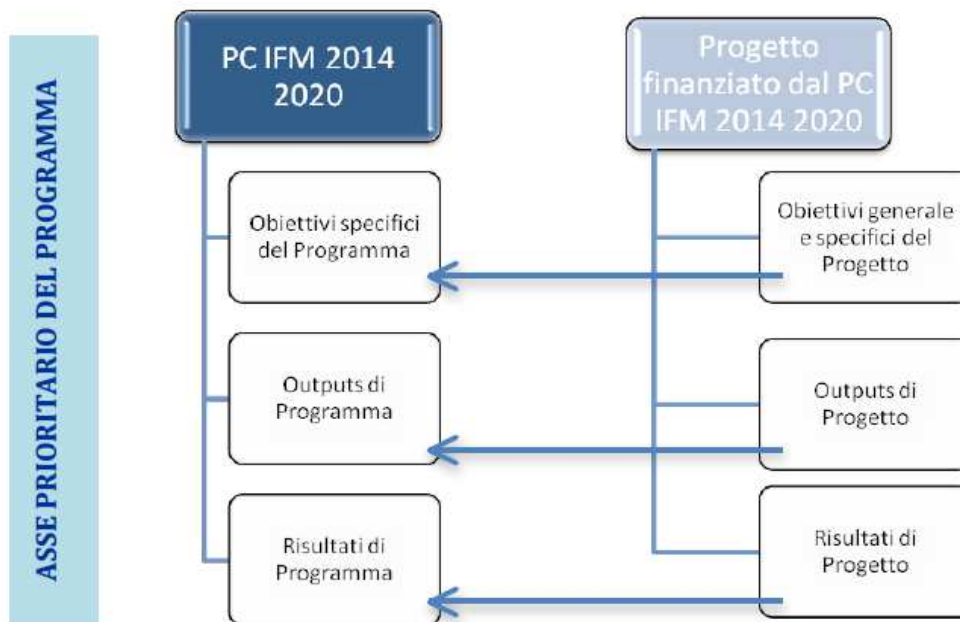 ASSE PRIORITARIO DEL PROGRAMMA
PC IFM 2014
2020
Obiettivi specifici
del Programma
Outputs di
Programma
Risultati di
Programma
Progetto
finanziato dal PC
IFM 2014 2020
Obiettivi generale
e specifici del
Progetto
Outputs di
Progetto
Risultati di
Progetto